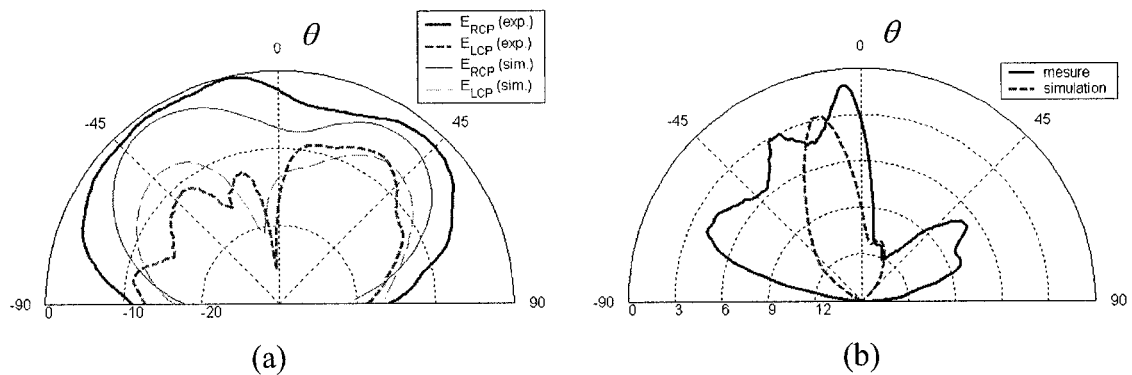 E_RCP (exp.)
E_LCP (exp.)
E_RCP (sim.)
E_LCP (sim.)
θ
0
-45
45
-90
-10
-20
90
(a)
θ
0
mesure
simulation
-45
45
-90
90
0
3
6
9
12
(b)